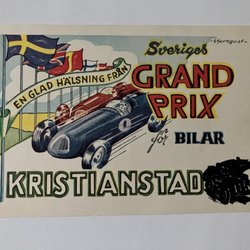 Sveriges
EN GLAD HÄLSNING FRÅN
GRAND
PRIX
för BILAR
KRISTIANSTAD